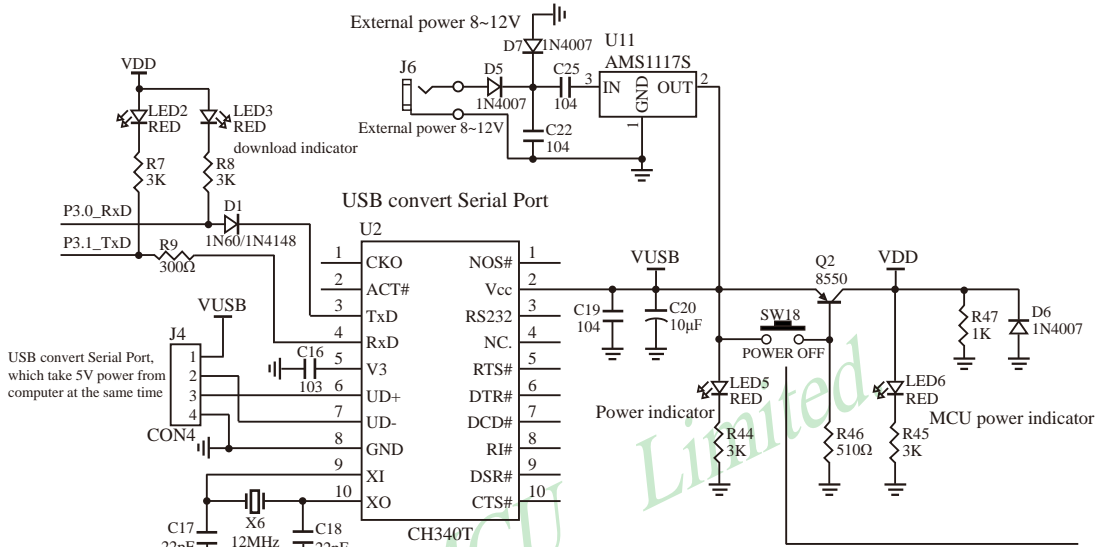 External power 8~12V
D7
1N4007
U11
AMS1117S
J6
D5
1N4007
C25
104
3
IN
GND
OUT
2
1
C22
104
External power 8~12V
VDD
LED2
RED
LED3
RED
download indicator
R7
3K
R8
3K
P3.0_RxD
D1
1N60/1N4148
P3.1_TxD
R9
300Ω
USB convert Serial Port
U2
1
CKO
2
ACT#
3
TxD
4
RxD
5
V3
6
UD+
7
UD-
8
GND
9
XI
10
XO
NOS#
1
Vcc
2
RS232
3
NC.
4
RTS#
5
DTR#
6
DCD#
7
RI#
8
DSR#
9
CTS#
10
CH340T
VUSB
J4
1
2
3
4
CON4
USB convert Serial Port,
which take 5V power from
computer at the same time
C16
103
C17
22pF
X6
12MHz
C18
22pF
VUSB
C19
104
C20
10μF
SW18
POWER OFF
Q2
8550
VDD
R47
1K
D6
1N4007
LED5
RED
Power indicator
R44
3K
R46
510Ω
LED6
RED
MCU power indicator
R45
3K
MCU Limited